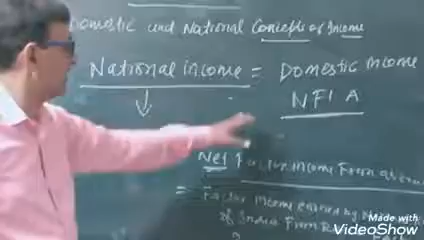 Domestic and National Concepts of Income
National income = Domestic Income
NFIA
Net Factor Income From
= Factor income earned by
of India From
Made with
VideoShow